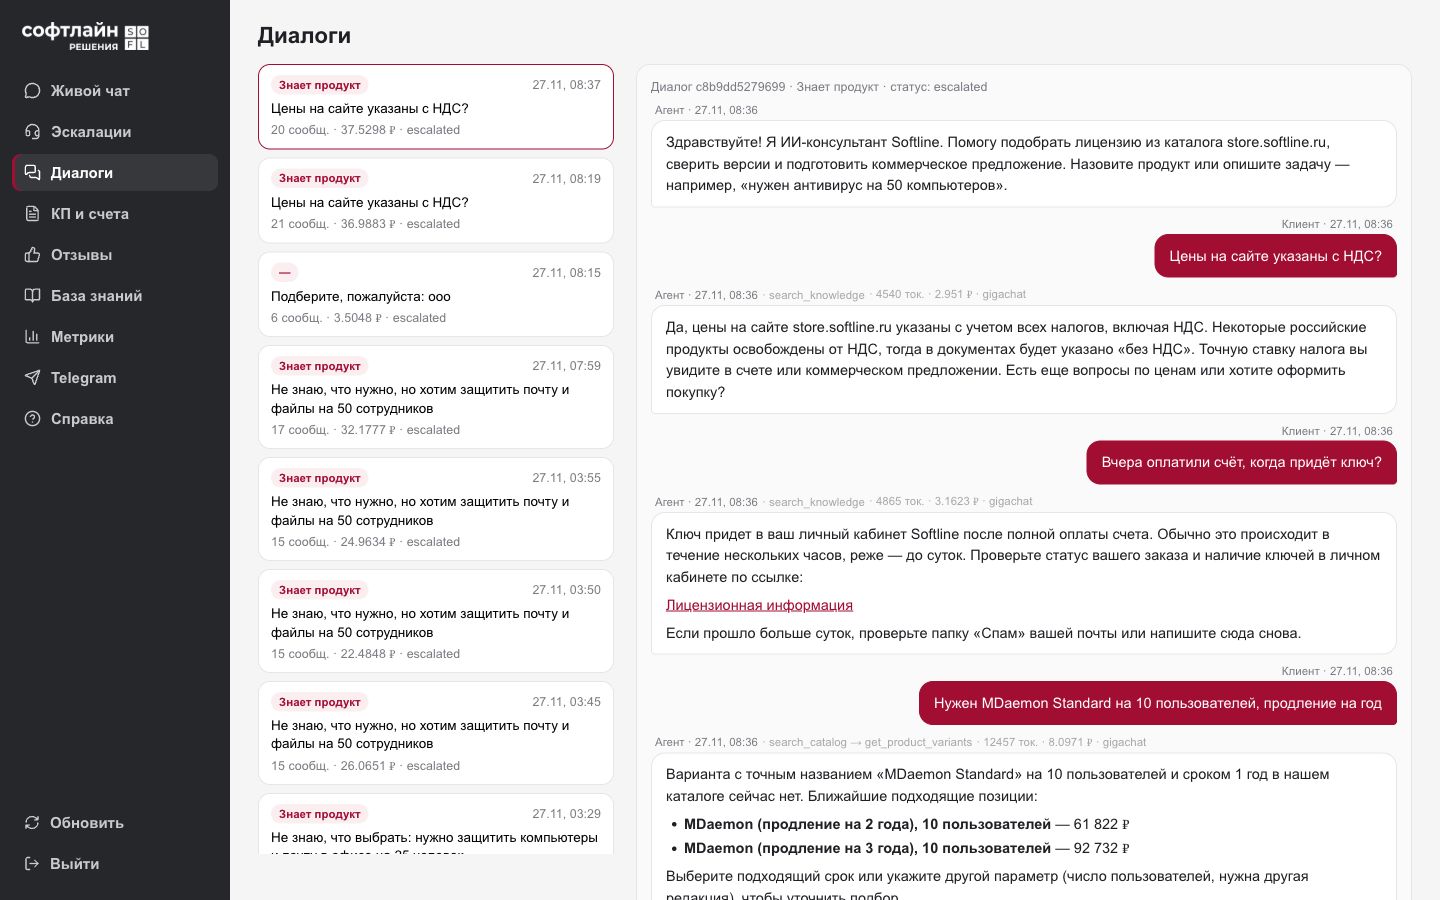 софтлайн
РЕШЕНИЯ
SO
FL
Живой чат
Эскалации
Диалоги
КП и счета
Отзывы
База знаний
Метрики
Telegram
Справка
Обновить
Выйти
Диалоги
Знает продукт 27.11, 08:37
Цены на сайте указаны с НДС?
20 сообщ. · 37.5298 ₽ · escalated
Знает продукт 27.11, 08:19
Цены на сайте указаны с НДС?
21 сообщ. · 36.9883 ₽ · escalated
— 27.11, 08:15
Подберите, пожалуйста: ооо
6 сообщ. · 3.5048 ₽ · escalated
Знает продукт 27.11, 07:59
Не знаю, что нужно, но хотим защитить почту и
файлы на 50 сотрудников
17 сообщ. · 32.1777 ₽ · escalated
Знает продукт 27.11, 03:55
Не знаю, что нужно, но хотим защитить почту и
файлы на 50 сотрудников
15 сообщ. · 24.9634 ₽ · escalated
Знает продукт 27.11, 03:50
Не знаю, что нужно, но хотим защитить почту и
файлы на 50 сотрудников
15 сообщ. · 22.4848 ₽ · escalated
Знает продукт 27.11, 03:45
Не знаю, что нужно, но хотим защитить почту и
файлы на 50 сотрудников
15 сообщ. · 26.0651 ₽ · escalated
Знает продукт 27.11, 03:29
Не знаю, что выбрать: нужно защитить компьютеры
Диалог c8b9dd5279699 · Знает продукт · статус: escalated
Агент · 27.11, 08:36
Здравствуйте! Я ИИ-консультант Softline. Помогу подобрать лицензию из каталога store.softline.ru,
сверить версии и подготовить коммерческое предложение. Назовите продукт или опишите задачу —
например, «нужен антивирус на 50 компьютеров».
Клиент · 27.11, 08:36
Цены на сайте указаны с НДС?
Агент · 27.11, 08:36 · search_knowledge · 4540 ток. · 2.951 ₽ · gigachat
Да, цены на сайте store.softline.ru указаны с учетом всех налогов, включая НДС. Некоторые российские
продукты освобождены от НДС, тогда в документах будет указано «без НДС». Точную ставку налога вы
увидите в счете или коммерческом предложении. Есть еще вопросы по ценам или хотите оформить
покупку?
Клиент · 27.11, 08:36
Вчера оплатили счёт, когда придёт ключ?
Агент · 27.11, 08:36 · search_knowledge · 4865 ток. · 3.1623 ₽ · gigachat
Ключ придет в ваш личный кабинет Softline после полной оплаты счета. Обычно это происходит в
течение нескольких часов, реже — до суток. Проверьте статус вашего заказа и наличие ключей в личном
кабинете по ссылке:
Лицензионная информация
Если прошло больше суток, проверьте папку «Спам» вашей почты или напишите сюда снова.
Клиент · 27.11, 08:36
Нужен MDaemon Standard на 10 пользователей, продление на год
Агент · 27.11, 08:36 · search_catalog → get_product_variants · 12457 ток. · 8.0971 ₽ · gigachat
Варианта с точным названием «MDaemon Standard» на 10 пользователей и сроком 1 год в нашем
каталоге сейчас нет. Ближайшие подходящие позиции:
• MDaemon (продление на 2 года), 10 пользователей — 61 822 ₽
• MDaemon (продление на 3 года), 10 пользователей — 92 732 ₽
Выберите подходящий срок или укажите другой параметр (число пользователей, нужна другая
редакция), чтобы уточнить подбор.